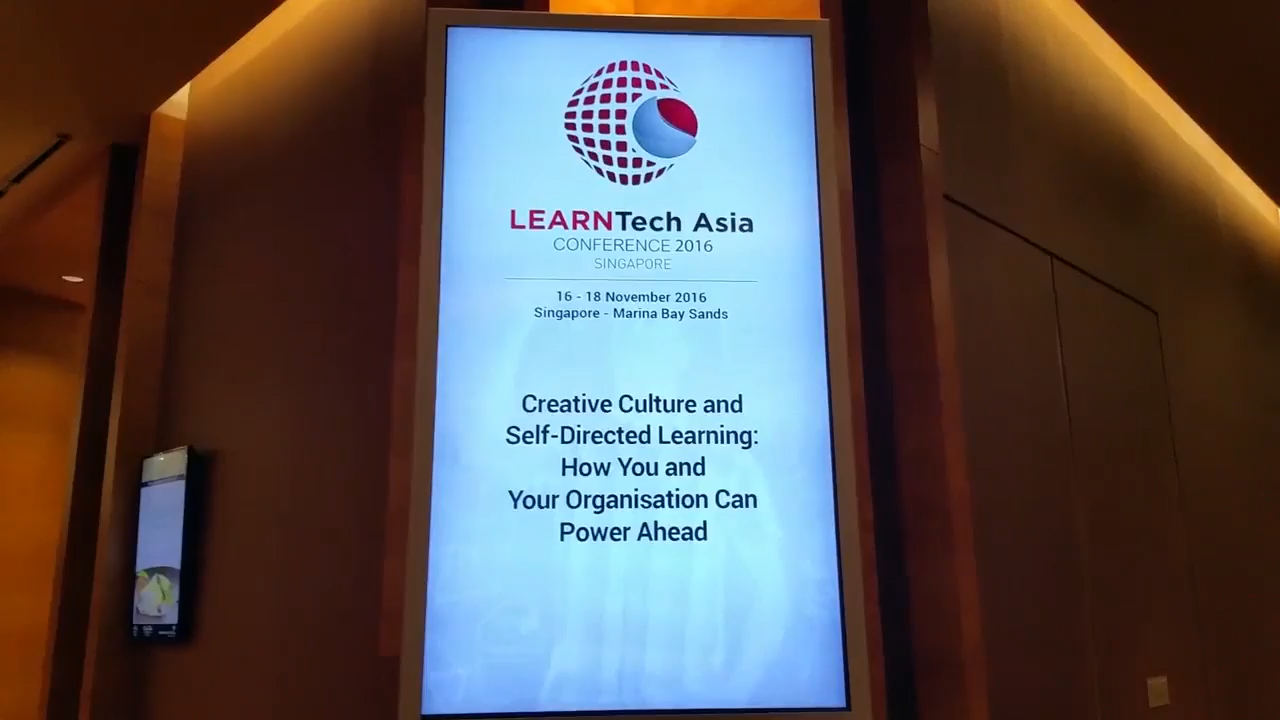 LEARNTech Asia
CONFERENCE 2016
SINGAPORE
16 - 18 November 2016
Singapore - Marina Bay Sands
Creative Culture and
Self-Directed Learning:
How You and
Your Organisation Can
Power Ahead